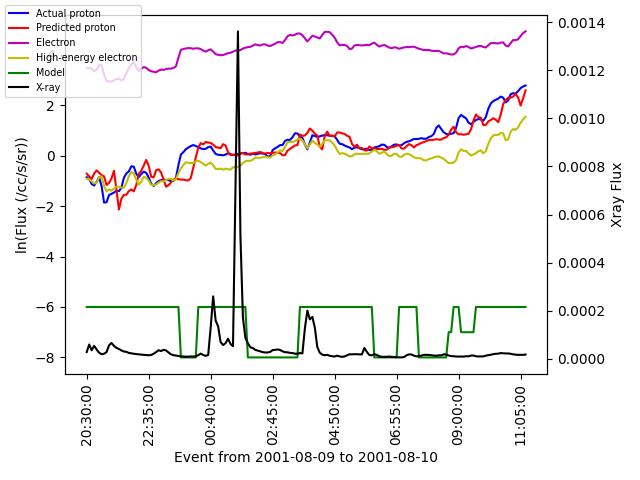 Actual proton
Predicted proton
Electron
High-energy electron
Model
X-ray
2
0
−2
−4
−6
−8
ln(Flux (/cc/s/sr))
0.0014
0.0012
0.0010
0.0008
0.0006
0.0004
0.0002
0.0000
Xray Flux
20:30:00
22:35:00
00:40:00
02:45:00
04:50:00
06:55:00
09:00:00
11:05:00
Event from 2001-08-09 to 2001-08-10